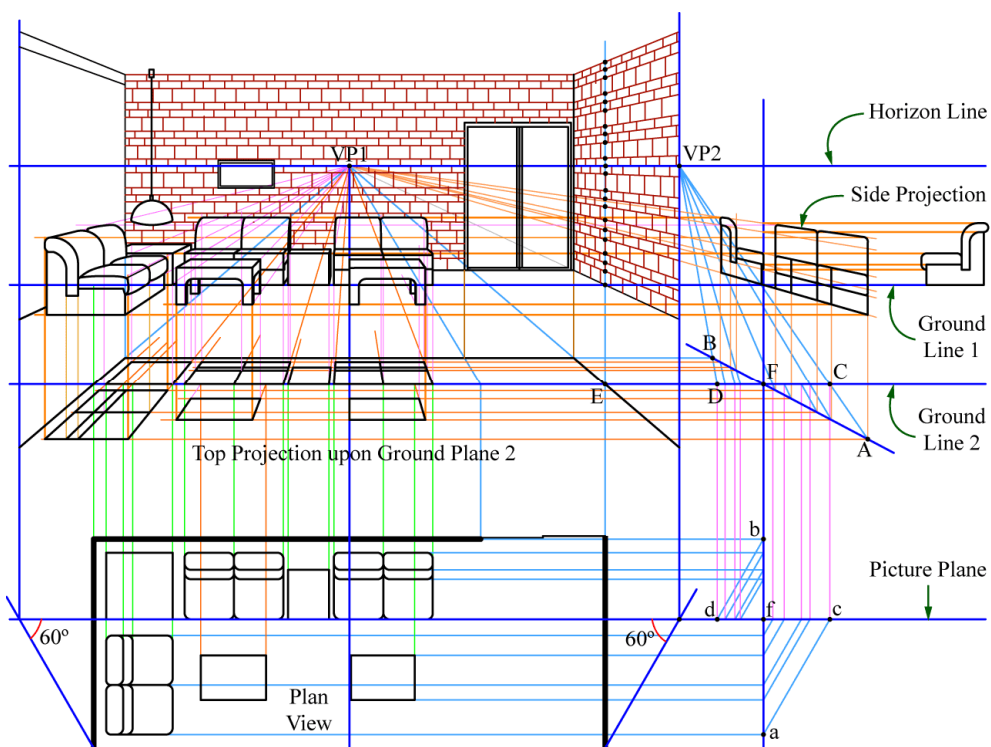 Horizon Line
VP1
VP2
Side Projection
Ground
Line 1
B
F
C
D
E
Ground
Line 2
A
Top Projection upon Ground Plane 2
b
Picture Plane
d
f
c
60º
60º
Plan
View
a